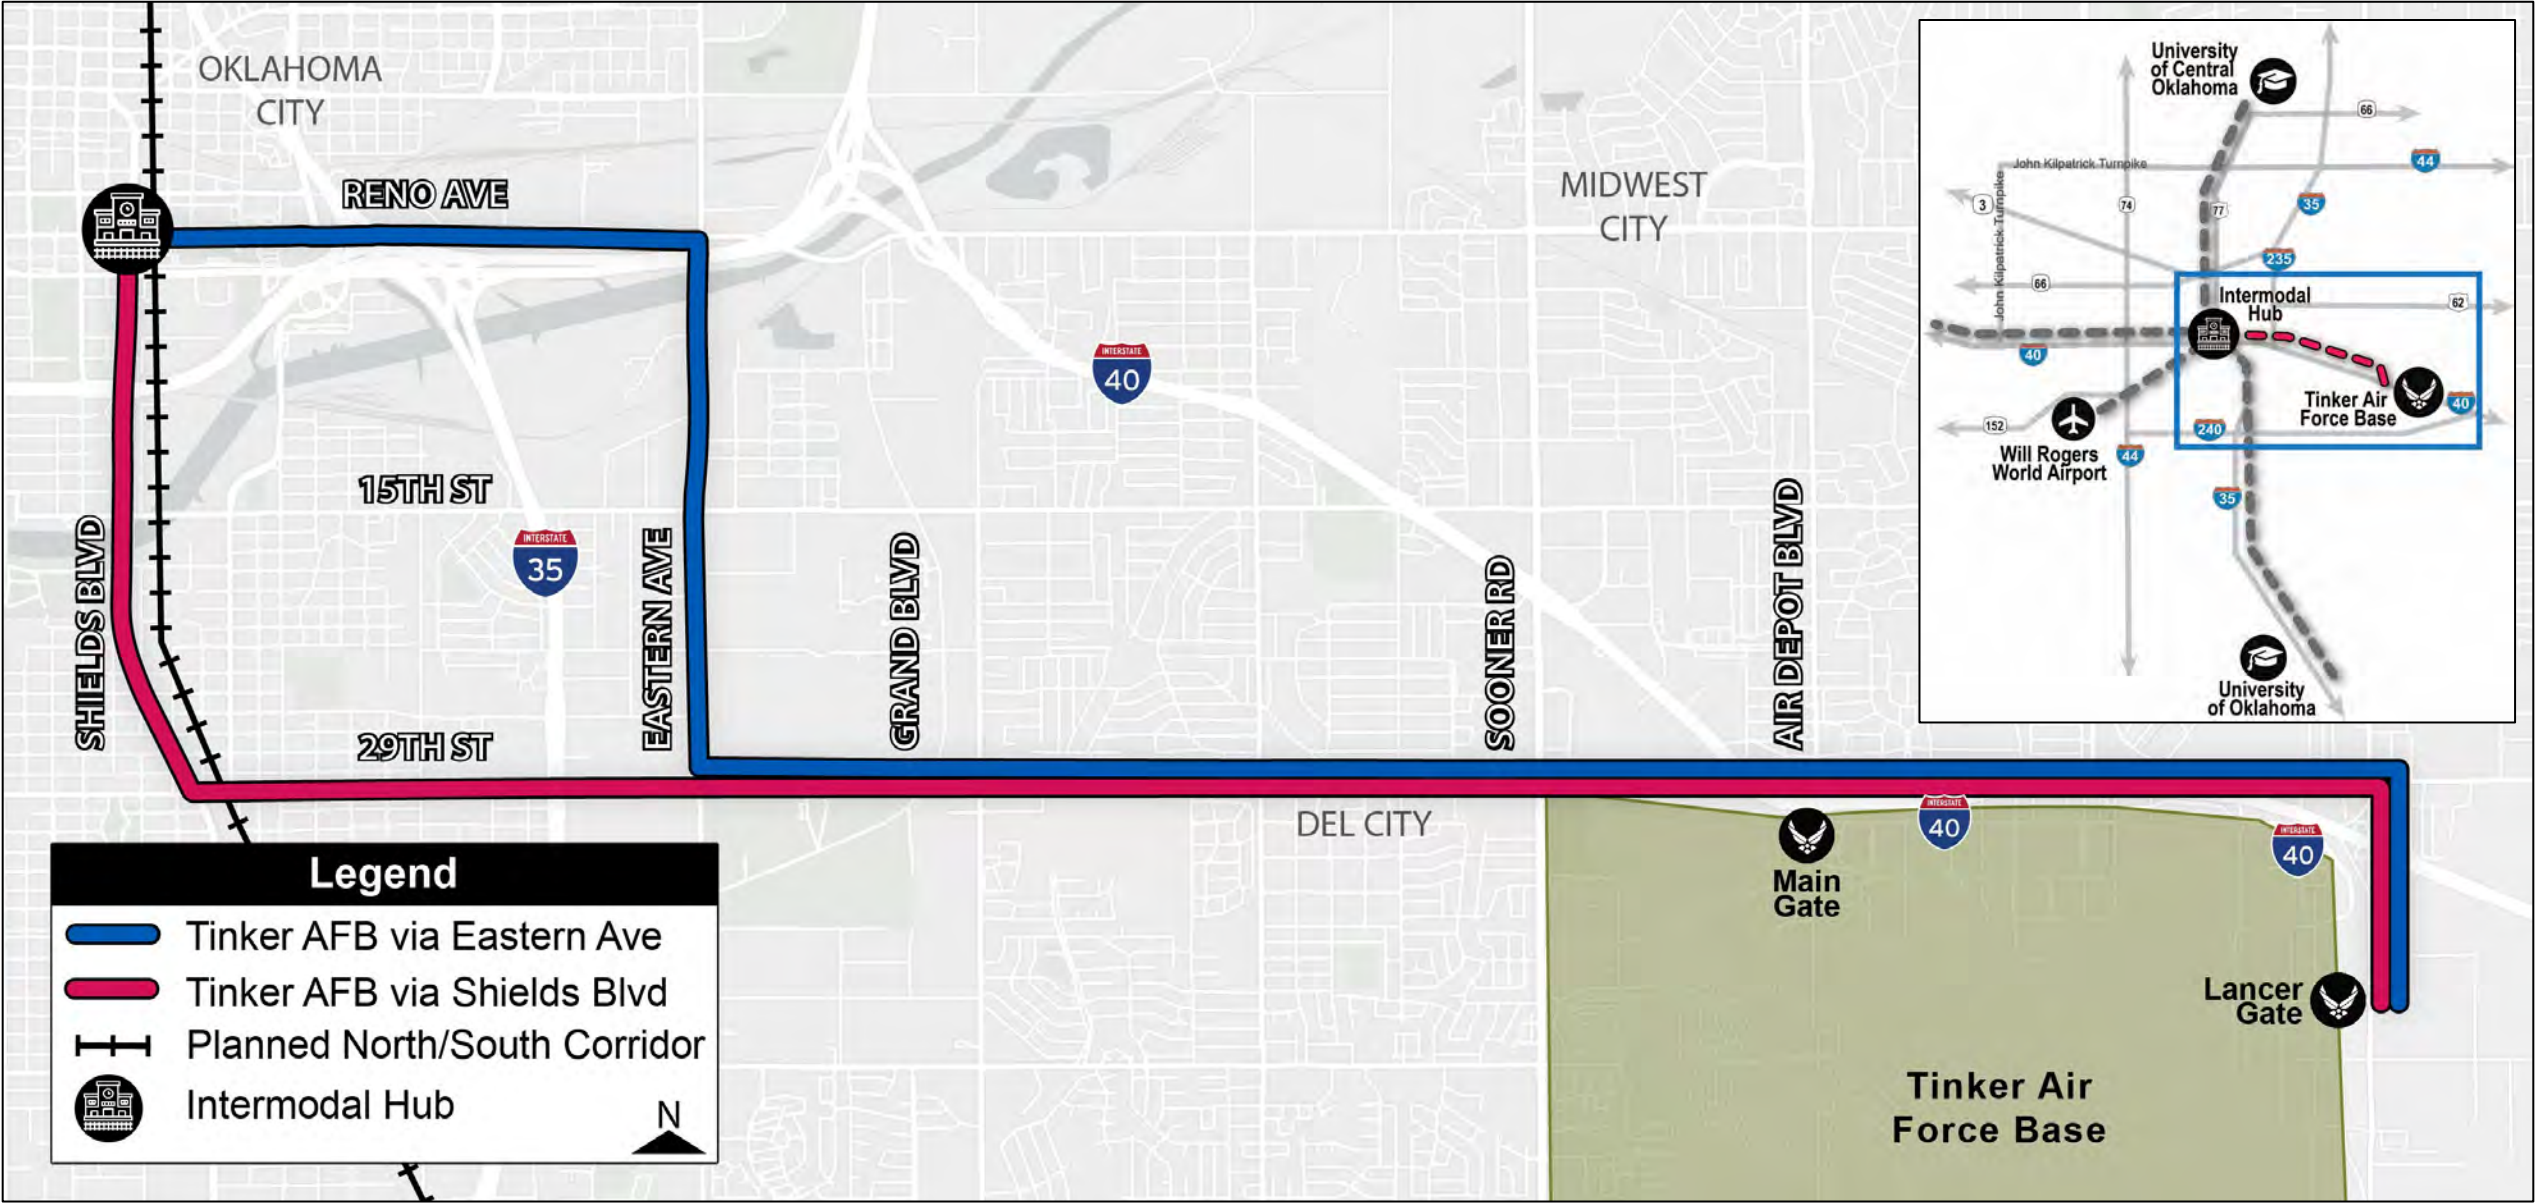 OKLAHOMA
CITY
RENO AVE
MIDWEST
CITY
INTERSTATE
40
15TH ST
INTERSTATE
35
SHIELDS BLVD
EASTERN AVE
GRAND BLVD
SOONER RD
AIR DEPOT BLVD
29TH ST
DEL CITY
Main
Gate
INTERSTATE
40
INTERSTATE
40
Lancer
Gate
Tinker Air
Force Base
Legend
Tinker AFB via Eastern Ave
Tinker AFB via Shields Blvd
Planned North/South Corridor
Intermodal Hub
N
University
of Central
Oklahoma
66
John Kilpatrick Turnpike
44
3
John Kilpatrick Turnpike
74
77
35
235
66
Intermodal
Hub
62
40
Tinker Air
Force Base
40
152
240
Will Rogers
World Airport
44
35
University
of Oklahoma